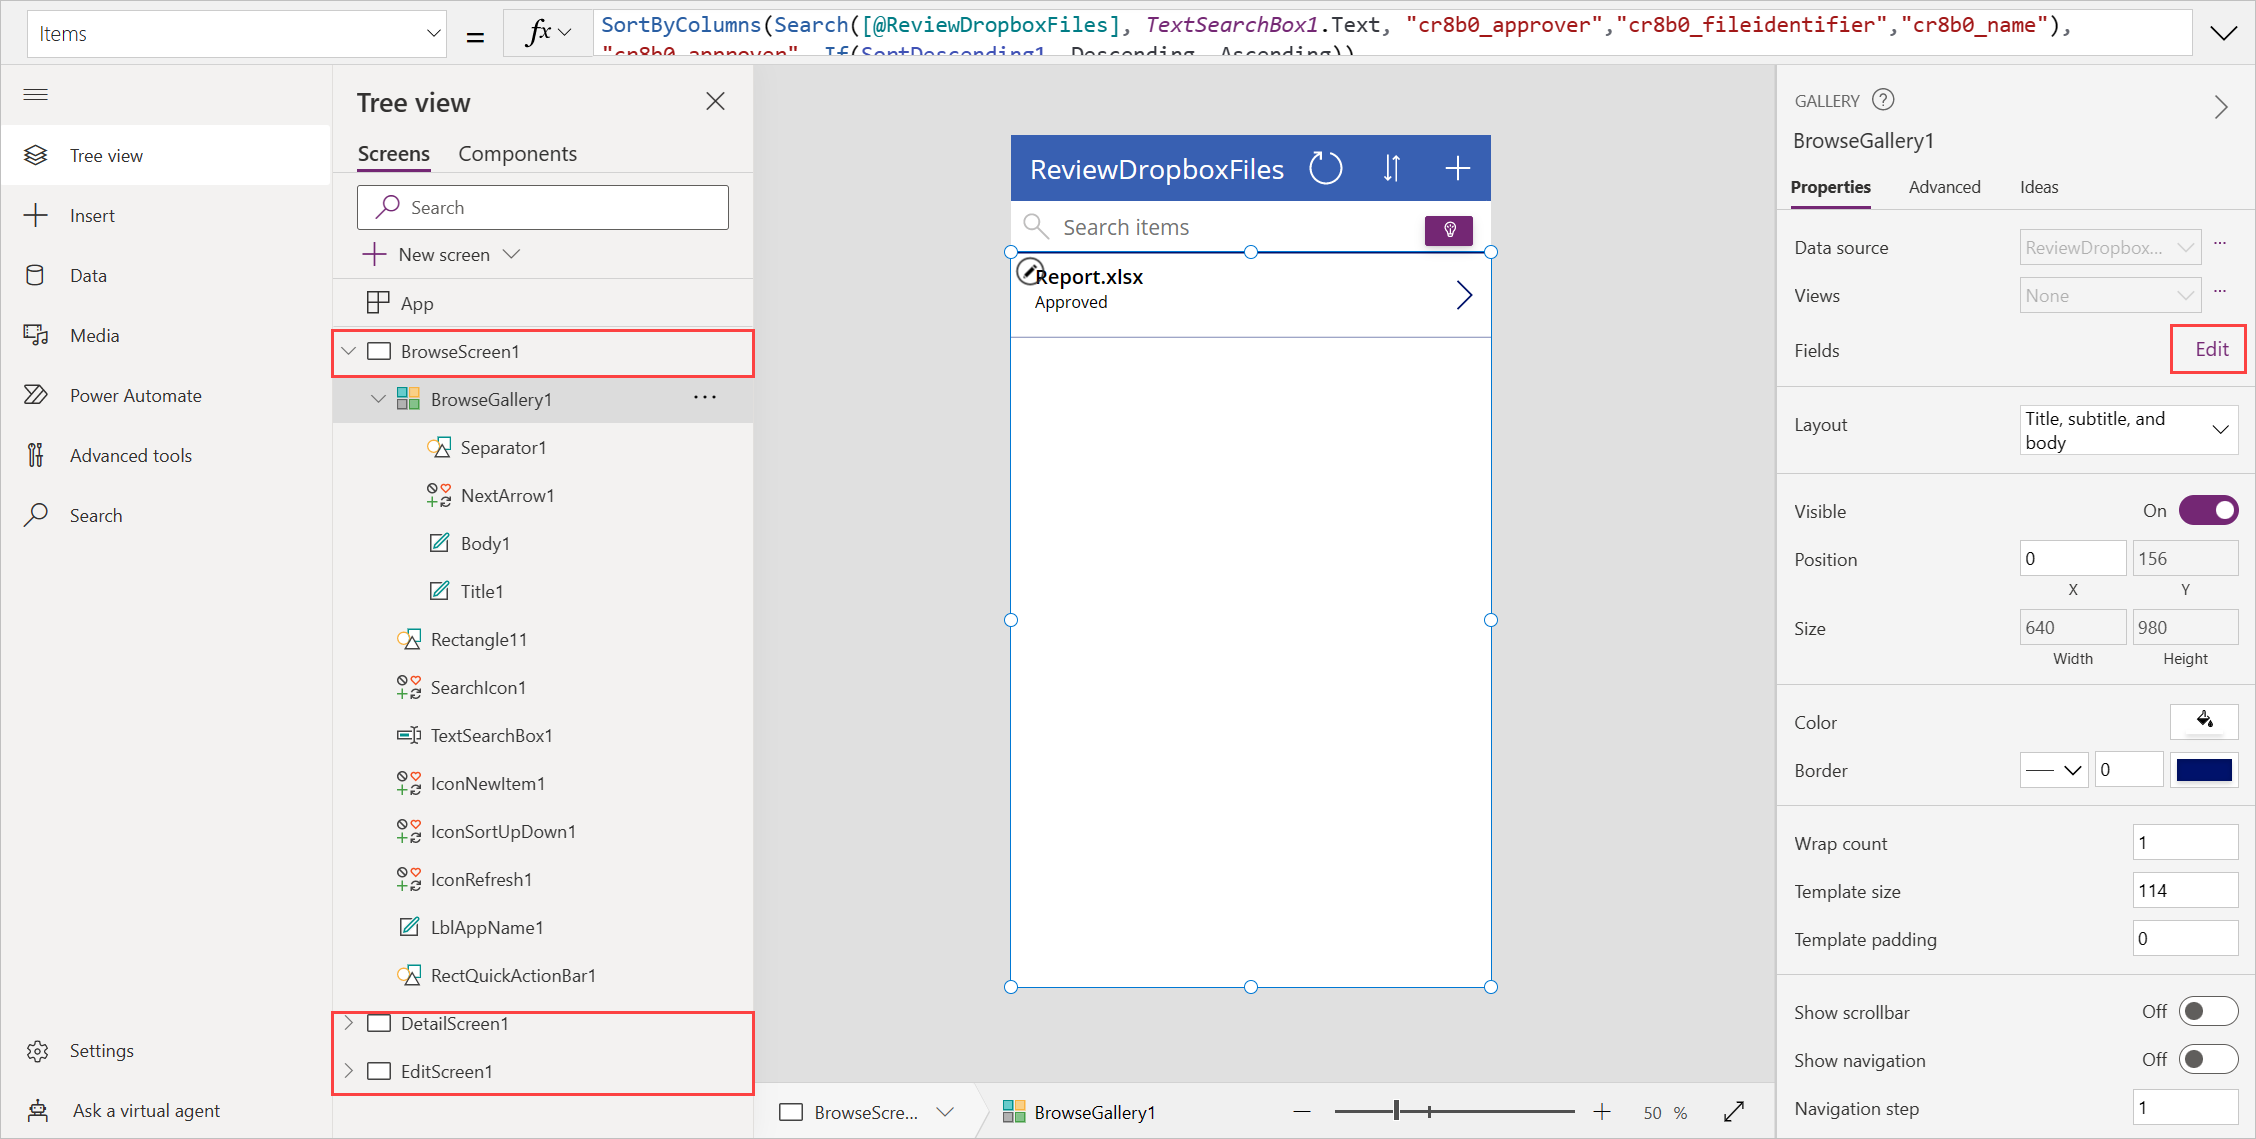 Items
=
fx
SortByColumns(Search([@ReviewDropboxFiles], TextSearchBox1.Text, "cr8b0_approver","cr8b0_fileidentifier","cr8b0_name"),
"cr8b0_approver", If(SortDescending1, Descending, Ascending))
Tree view
Insert
Data
Media
Power Automate
Advanced tools
Search
Settings
Ask a virtual agent
Tree view
Screens Components
Search
New screen
App
BrowseScreen1
BrowseGallery1 ...
Separator1
NextArrow1
Body1
Title1
Rectangle11
SearchIcon1
TextSearchBox1
IconNewItem1
IconSortUpDown1
IconRefresh1
LblAppName1
RectQuickActionBar1
DetailScreen1
EditScreen1
ReviewDropboxFiles
Search items
Report.xlsx
Approved
BrowseScre...
BrowseGallery1
50 %
GALLERY ?
BrowseGallery1
Properties Advanced Ideas
Data source ReviewDropbox... ...
Views None ...
Fields Edit
Layout Title, subtitle, and
body
Visible On
Position 0 156
X Y
Size 640 980
Width Height
Color
Border 0
Wrap count 1
Template size 114
Template padding 0
Show scrollbar Off
Show navigation Off
Navigation step 1